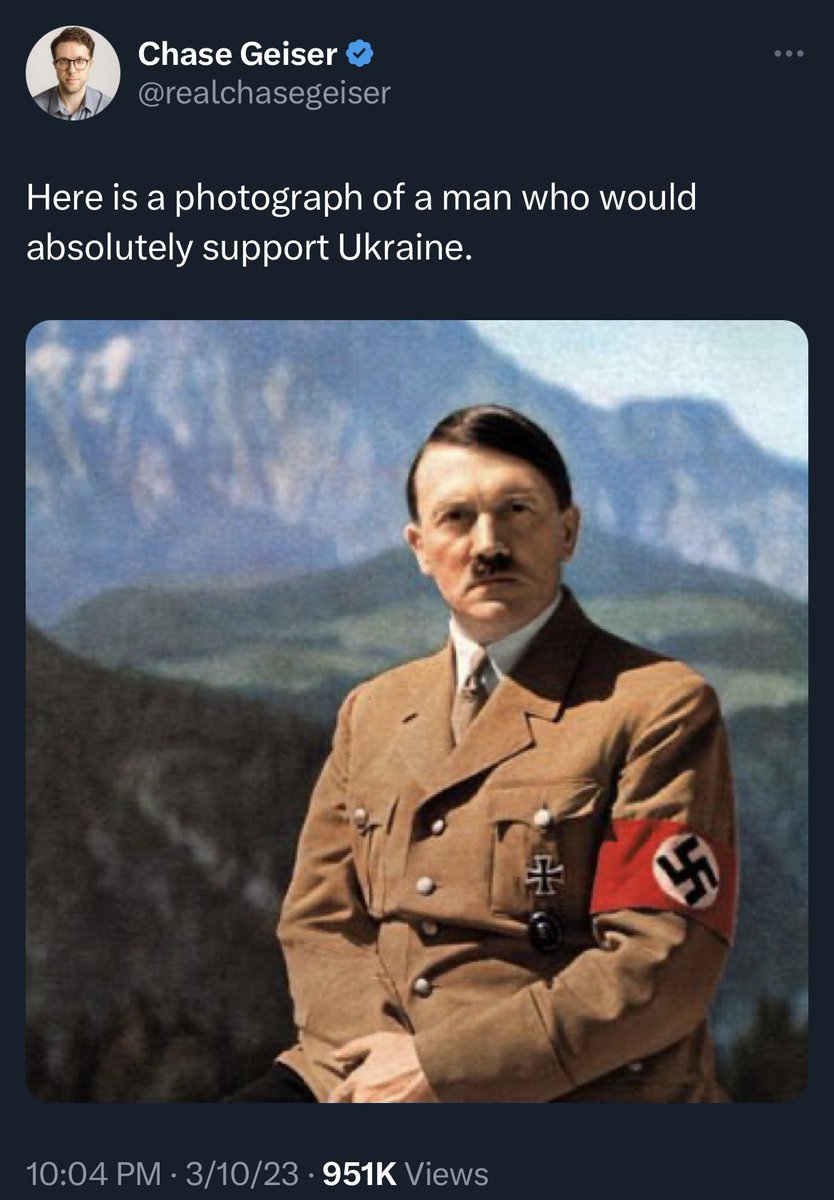 Chase Geiser
@realchasegeiser
Here is a photograph of a man who would
absolutely support Ukraine.
10:04 PM · 3/10/23 · 951K Views